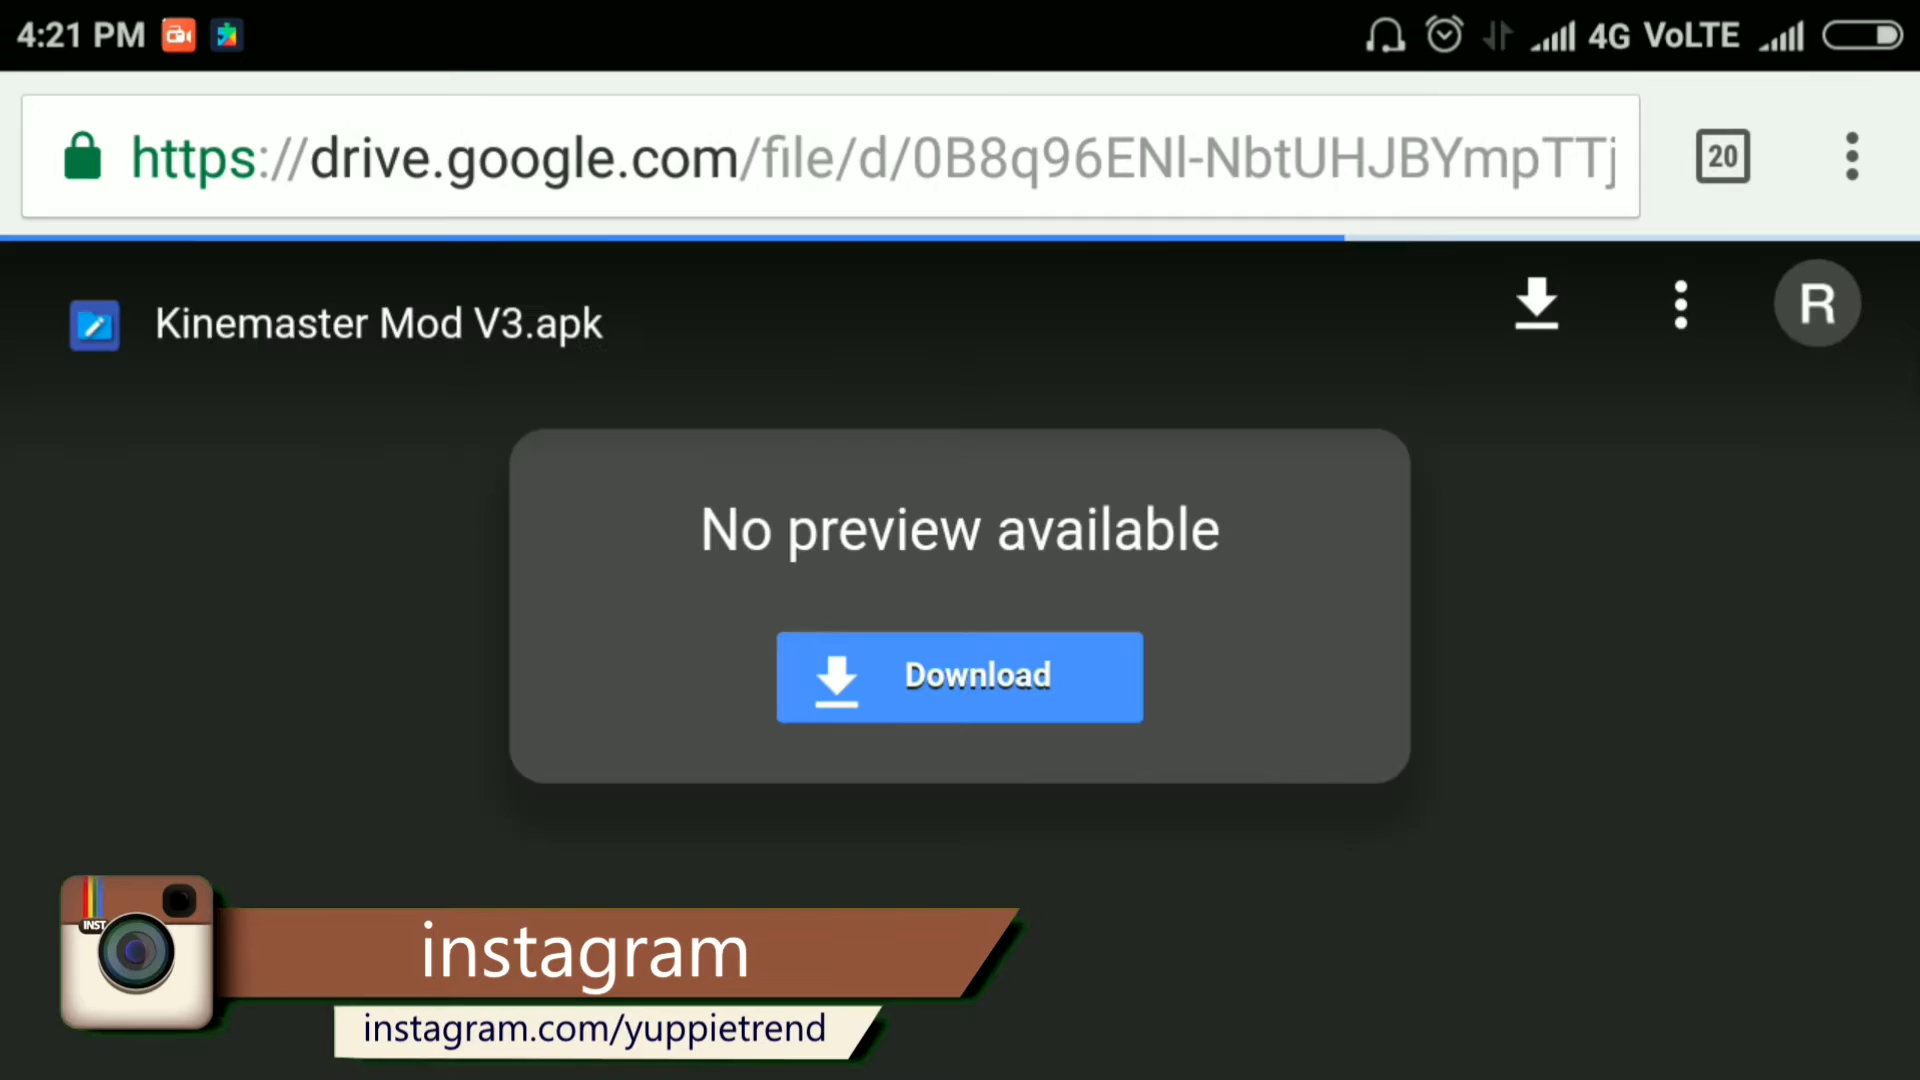 4:21 PM
4G VoLTE
https://drive.google.com/file/d/0B8q96ENl-NbtUHJBYmpTTj
20
Kinemaster Mod V3.apk
R
No preview available
Download
INST
instagram
instagram.com/yuppietrend